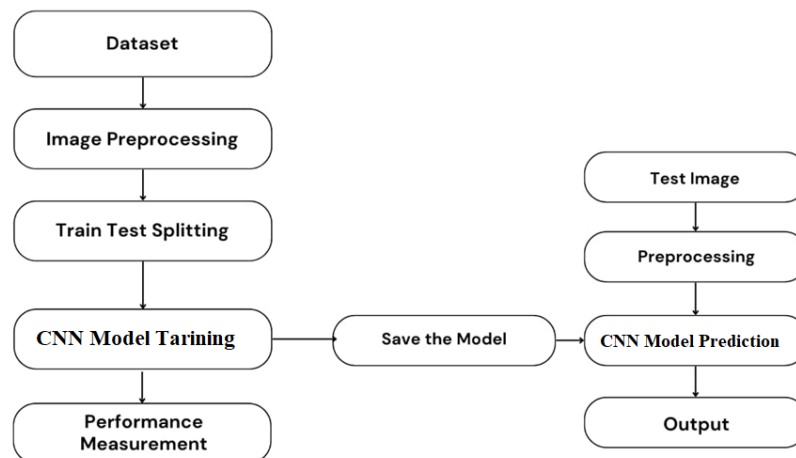 Dataset
Image Preprocessing
Train Test Splitting
CNN Model Tarining
Performance
Measurement
Save the Model
Test Image
Preprocessing
CNN Model Prediction
Output